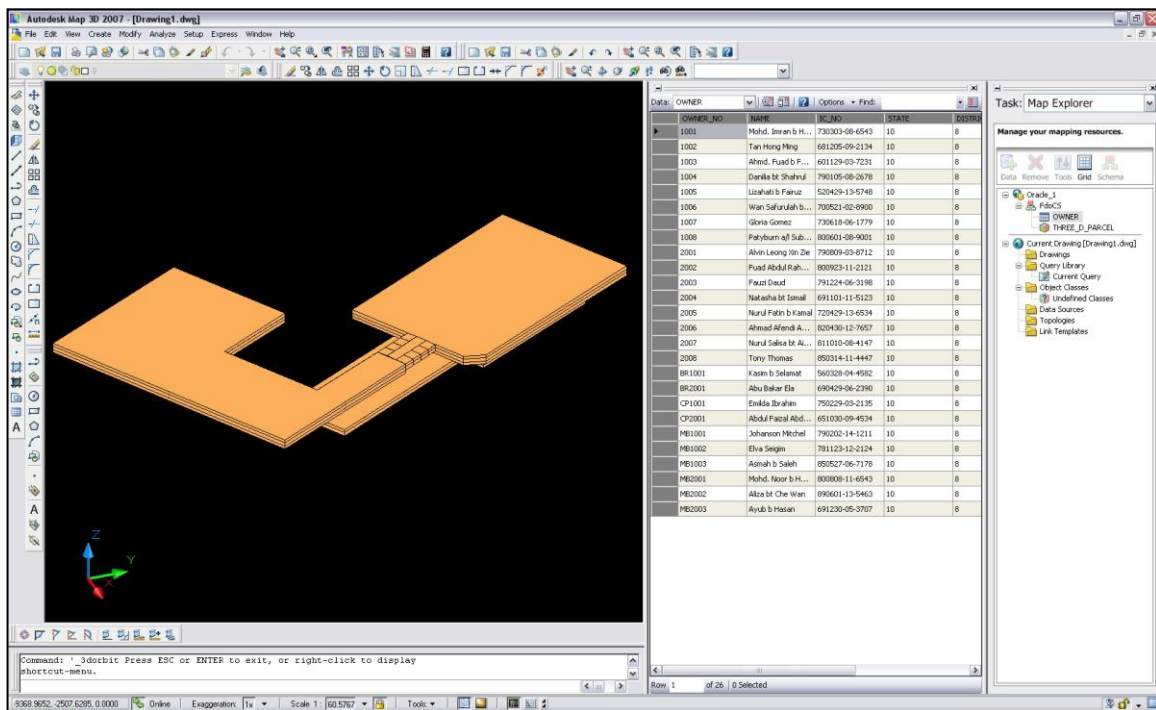 Autodesk Map 3D 2007 - [Drawing1.dwg]
File Edit View Create Modify Analyze Setup Express Window Help
Data: OWNER Options Find:
OWNER_NO NAME IC_NO STATE DISTRI
1001 Mohd. Imran b H... 730303-08-6543 10 8
1002 Tan Hong Ming 681205-09-2134 10 8
1003 Ahmd. Fuad b F... 601129-03-7231 10 8
1004 Danilia bt Shahrul 790105-08-2678 10 8
1005 Lizahati b Fairuz 520429-13-5748 10 8
1006 Wan Safurulah b... 700521-02-8900 10 8
1007 Gloria Gomez 730618-06-1779 10 8
1008 Patyburn a/l Sub... 800601-08-9001 10 8
2001 Alvin Leong Xin Zie 790809-03-8712 10 8
2002 Fuad Abdul Rah... 800923-11-2121 10 8
2003 Fauzi Daud 791224-06-3198 10 8
2004 Natasha bt Ismail 691101-11-5123 10 8
2005 Nurul Fatin b Kamal 720429-13-6534 10 8
2006 Ahmad Afendi A... 820430-12-7657 10 8
2007 Nurul Salisa bt Ai... 811010-08-4147 10 8
2008 Tony Thomas 850314-11-4447 10 8
BR1001 Kasim b Selamat 560328-04-4582 10 8
BR2001 Abu Bakar Ela 690429-06-2390 10 8
CP1001 Emilda Ibrahim 750229-03-2135 10 8
CP2001 Abdul Faizal Abd... 651030-09-4534 10 8
MB1001 Johanson Mitchel 790202-14-1211 10 8
MB1002 Elva Seigim 781123-12-2124 10 8
MB1003 Asmah b Saleh 850527-06-7178 10 8
MB2001 Mohd. Noor b H... 800808-11-6543 10 8
MB2002 Aliza bt Che Wan 890601-13-5463 10 8
MB2003 Ayub b Hasan 691230-05-3707 10 8
Row 1 of 26 0 Selected
Task: Map Explorer
Manage your mapping resources.
Data Remove Tools Grid Schema
Oracle_1
FdoCS
OWNER
THREE_D_PARCEL
Current Drawing [Drawing1.dwg]
Drawings
Query Library
Current Query
Object Classes
Undefined Classes
Data Sources
Topologies
Link Templates
Z
Y
X
Command: '_3dorbit Press ESC or ENTER to exit, or right-click to display
shortcut-menu.
-9368.9652, -2507.6285, 0.0000 Online Exaggeration: 1x Scale 1: 60.5767 Tools: